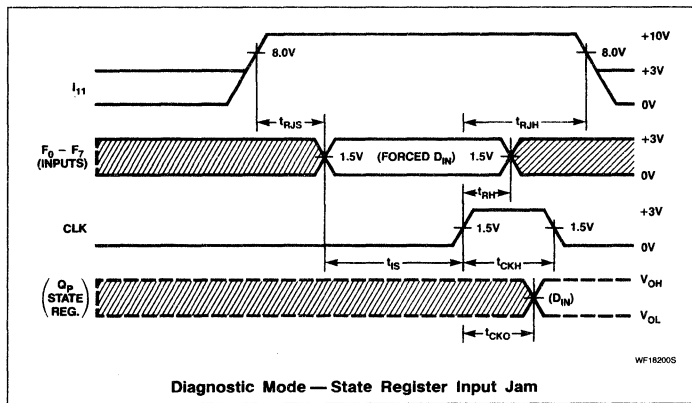 +10V
8.0V
8.0V
+3V
I11
0V
tRJS
tRJH
F0 – F7
(INPUTS)
+3V
1.5V
(FORCED DIN)
1.5V
0V
tRH
+3V
CLK
1.5V
1.5V
0V
tIS
tCKH
QP
STATE
REG.
VOH
(DIN)
VOL
tCKO
WF18200S
Diagnostic Mode — State Register Input Jam